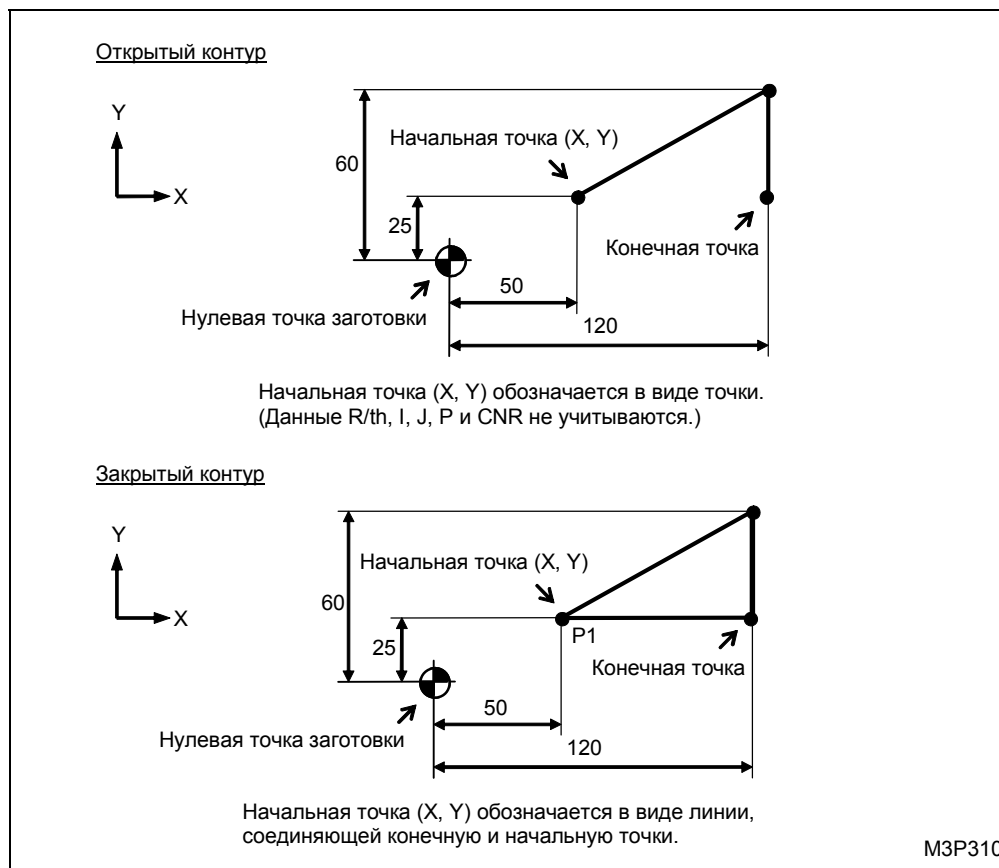 Открытый контур
Y
X
Начальная точка (X, Y)
60
25
Конечная точка
50
Нулевая точка заготовки
120
Начальная точка (X, Y) обозначается в виде точки.
(Данные R/th, I, J, P и CNR не учитываются.)
Закрытый контур
Y
X
Начальная точка (X, Y)
60
P1
25
Конечная точка
50
Нулевая точка заготовки
120
Начальная точка (X, Y) обозначается в виде линии,
соединяющей конечную и начальную точки.
M3P310